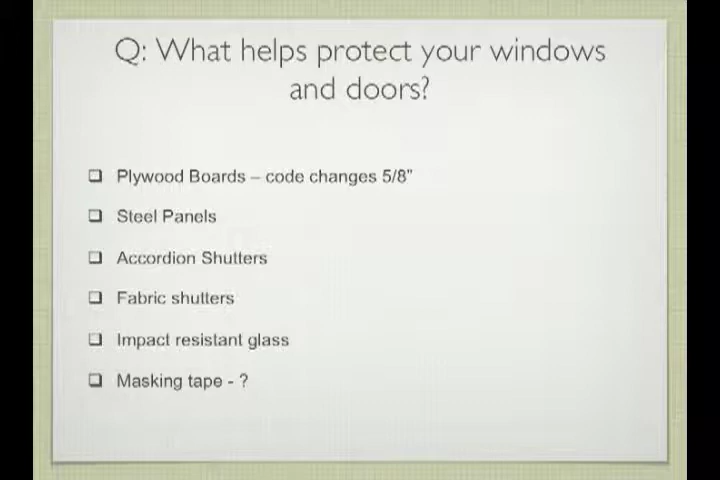 Q: What helps protect your windows
and doors?
❑ Plywood Boards – code changes 5/8"
❑ Steel Panels
❑ Accordion Shutters
❑ Fabric shutters
❑ Impact resistant glass
❑ Masking tape - ?